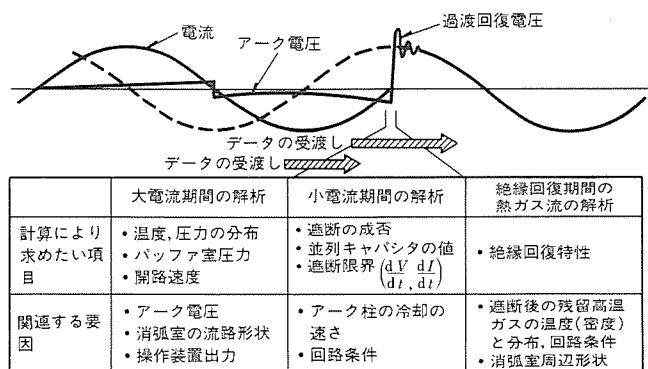 過渡回復電圧
電流
アーク電圧
データの受渡し
データの受渡し
大電流期間の解析
小電流期間の解析
絶縁回復期間の
熱ガス流の解析
計算により
求めたい項
目
• 温度, 圧力の分布
• パッファ室圧力
• 開路速度
• 遮断の成否
• 並列キャパシタの値
• 遮断限界(dV/dt, dI/dt)
• 絶縁回復特性
関連する要
因
• アーク電圧
• 消弧室の流路形状
• 操作装置出力
• アーク柱の冷却の
速さ
• 回路条件
• 遮断後の残留高温
ガスの温度(密度)
と分布, 回路条件
• 消弧室周辺形状